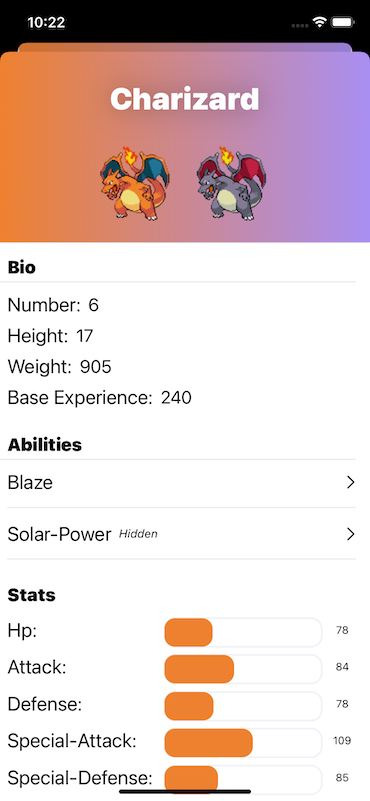 10:22
Charizard
Bio
Number: 6
Height: 17
Weight: 905
Base Experience: 240
Abilities
Blaze
Solar-Power Hidden
Stats
Hp: 78
Attack: 84
Defense: 78
Special-Attack: 109
Special-Defense: 85